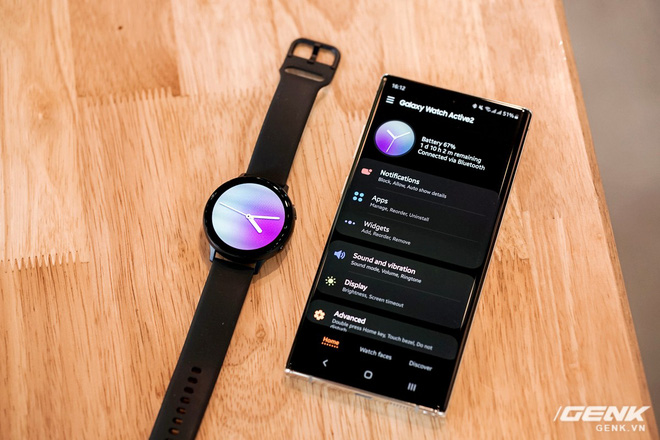 16:12
51%
Galaxy Watch Active2
Battery 67%
1 d 10 h 2 m remaining
Connected via Bluetooth
Notifications
Block, Allow, Auto show details
Apps
Manage, Reorder, Uninstall
Widgets
Add, Reorder, Remove
Sound and vibration
Sound mode, Volume, Ringtone
Display
Brightness, Screen timeout
Advanced
Double press Home key, Touch bezel, Do not
disturb
Home
Watch faces
Discover
GENK
GENK.VN